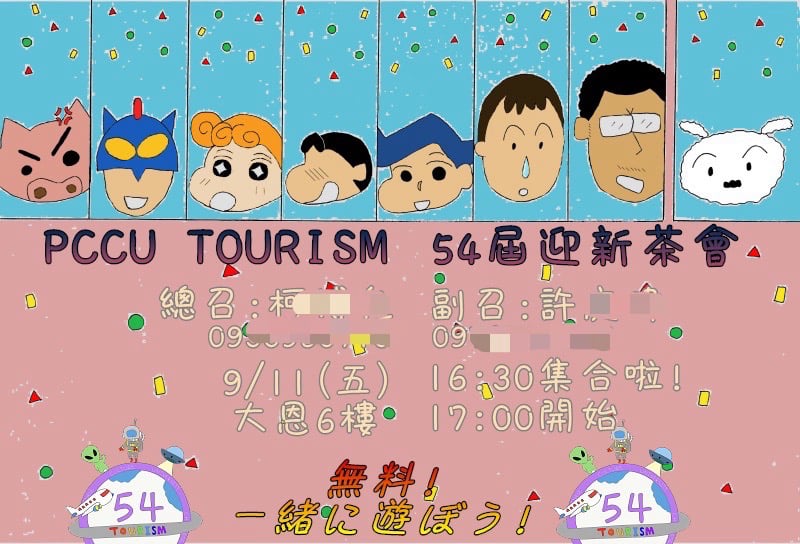 PCCU TOURISM 54屆迎新茶會
總召:柯 副召:許
09 09
9/11(五) 16:30集合啦!
大恩6樓 17:00開始
無料!
一緒に遊ぼう!
54 54
TOURISM TOURISM